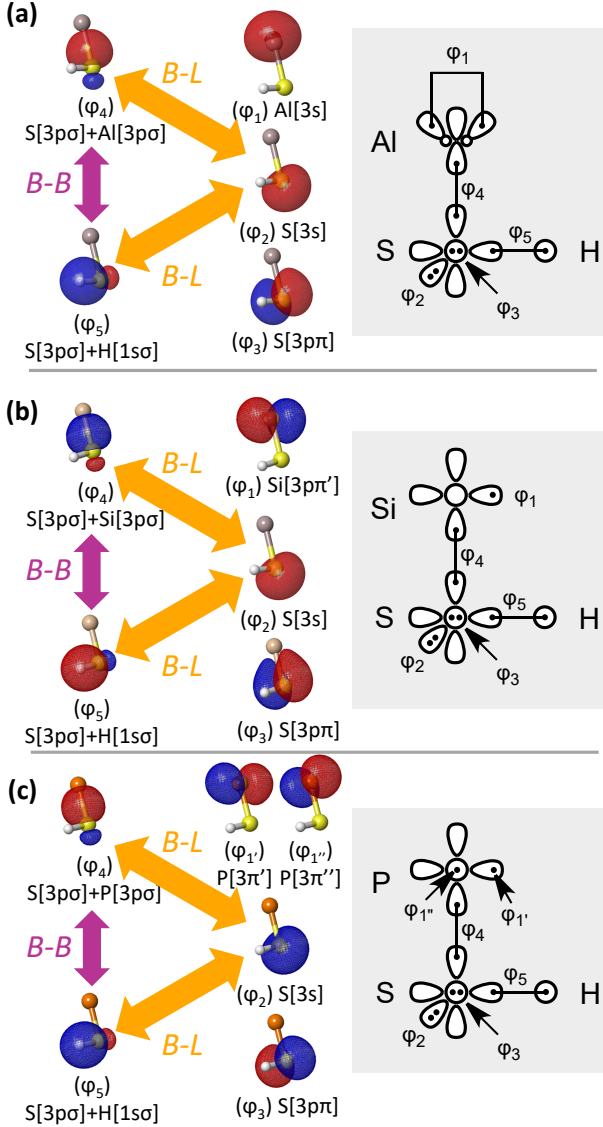 (a)
B-L
(φ₄)
S[3pσ]+Al[3pσ]
(φ₁) Al[3s]
B-B
(φ₂) S[3s]
B-L
(φ₅)
S[3pσ]+H[1sσ]
(φ₃) S[3pπ]
φ₁
Al
φ₄
S
φ₅
H
φ₂
φ₃
(b)
B-L
(φ₄)
S[3pσ]+Si[3pσ]
(φ₁) Si[3pπ′]
B-B
(φ₂) S[3s]
B-L
(φ₅)
S[3pσ]+H[1sσ]
(φ₃) S[3pπ]
Si
φ₁
φ₄
S
φ₅
H
φ₂
φ₃
(c)
B-L
(φ₄)
S[3pσ]+P[3pσ]
(φ₁′) (φ₁′′)
P[3π′] P[3π′′]
B-B
(φ₂) S[3s]
B-L
(φ₅)
S[3pσ]+H[1sσ]
(φ₃) S[3pπ]
P
φ₁″ φ₁′
φ₄
S
φ₅
H
φ₂
φ₃